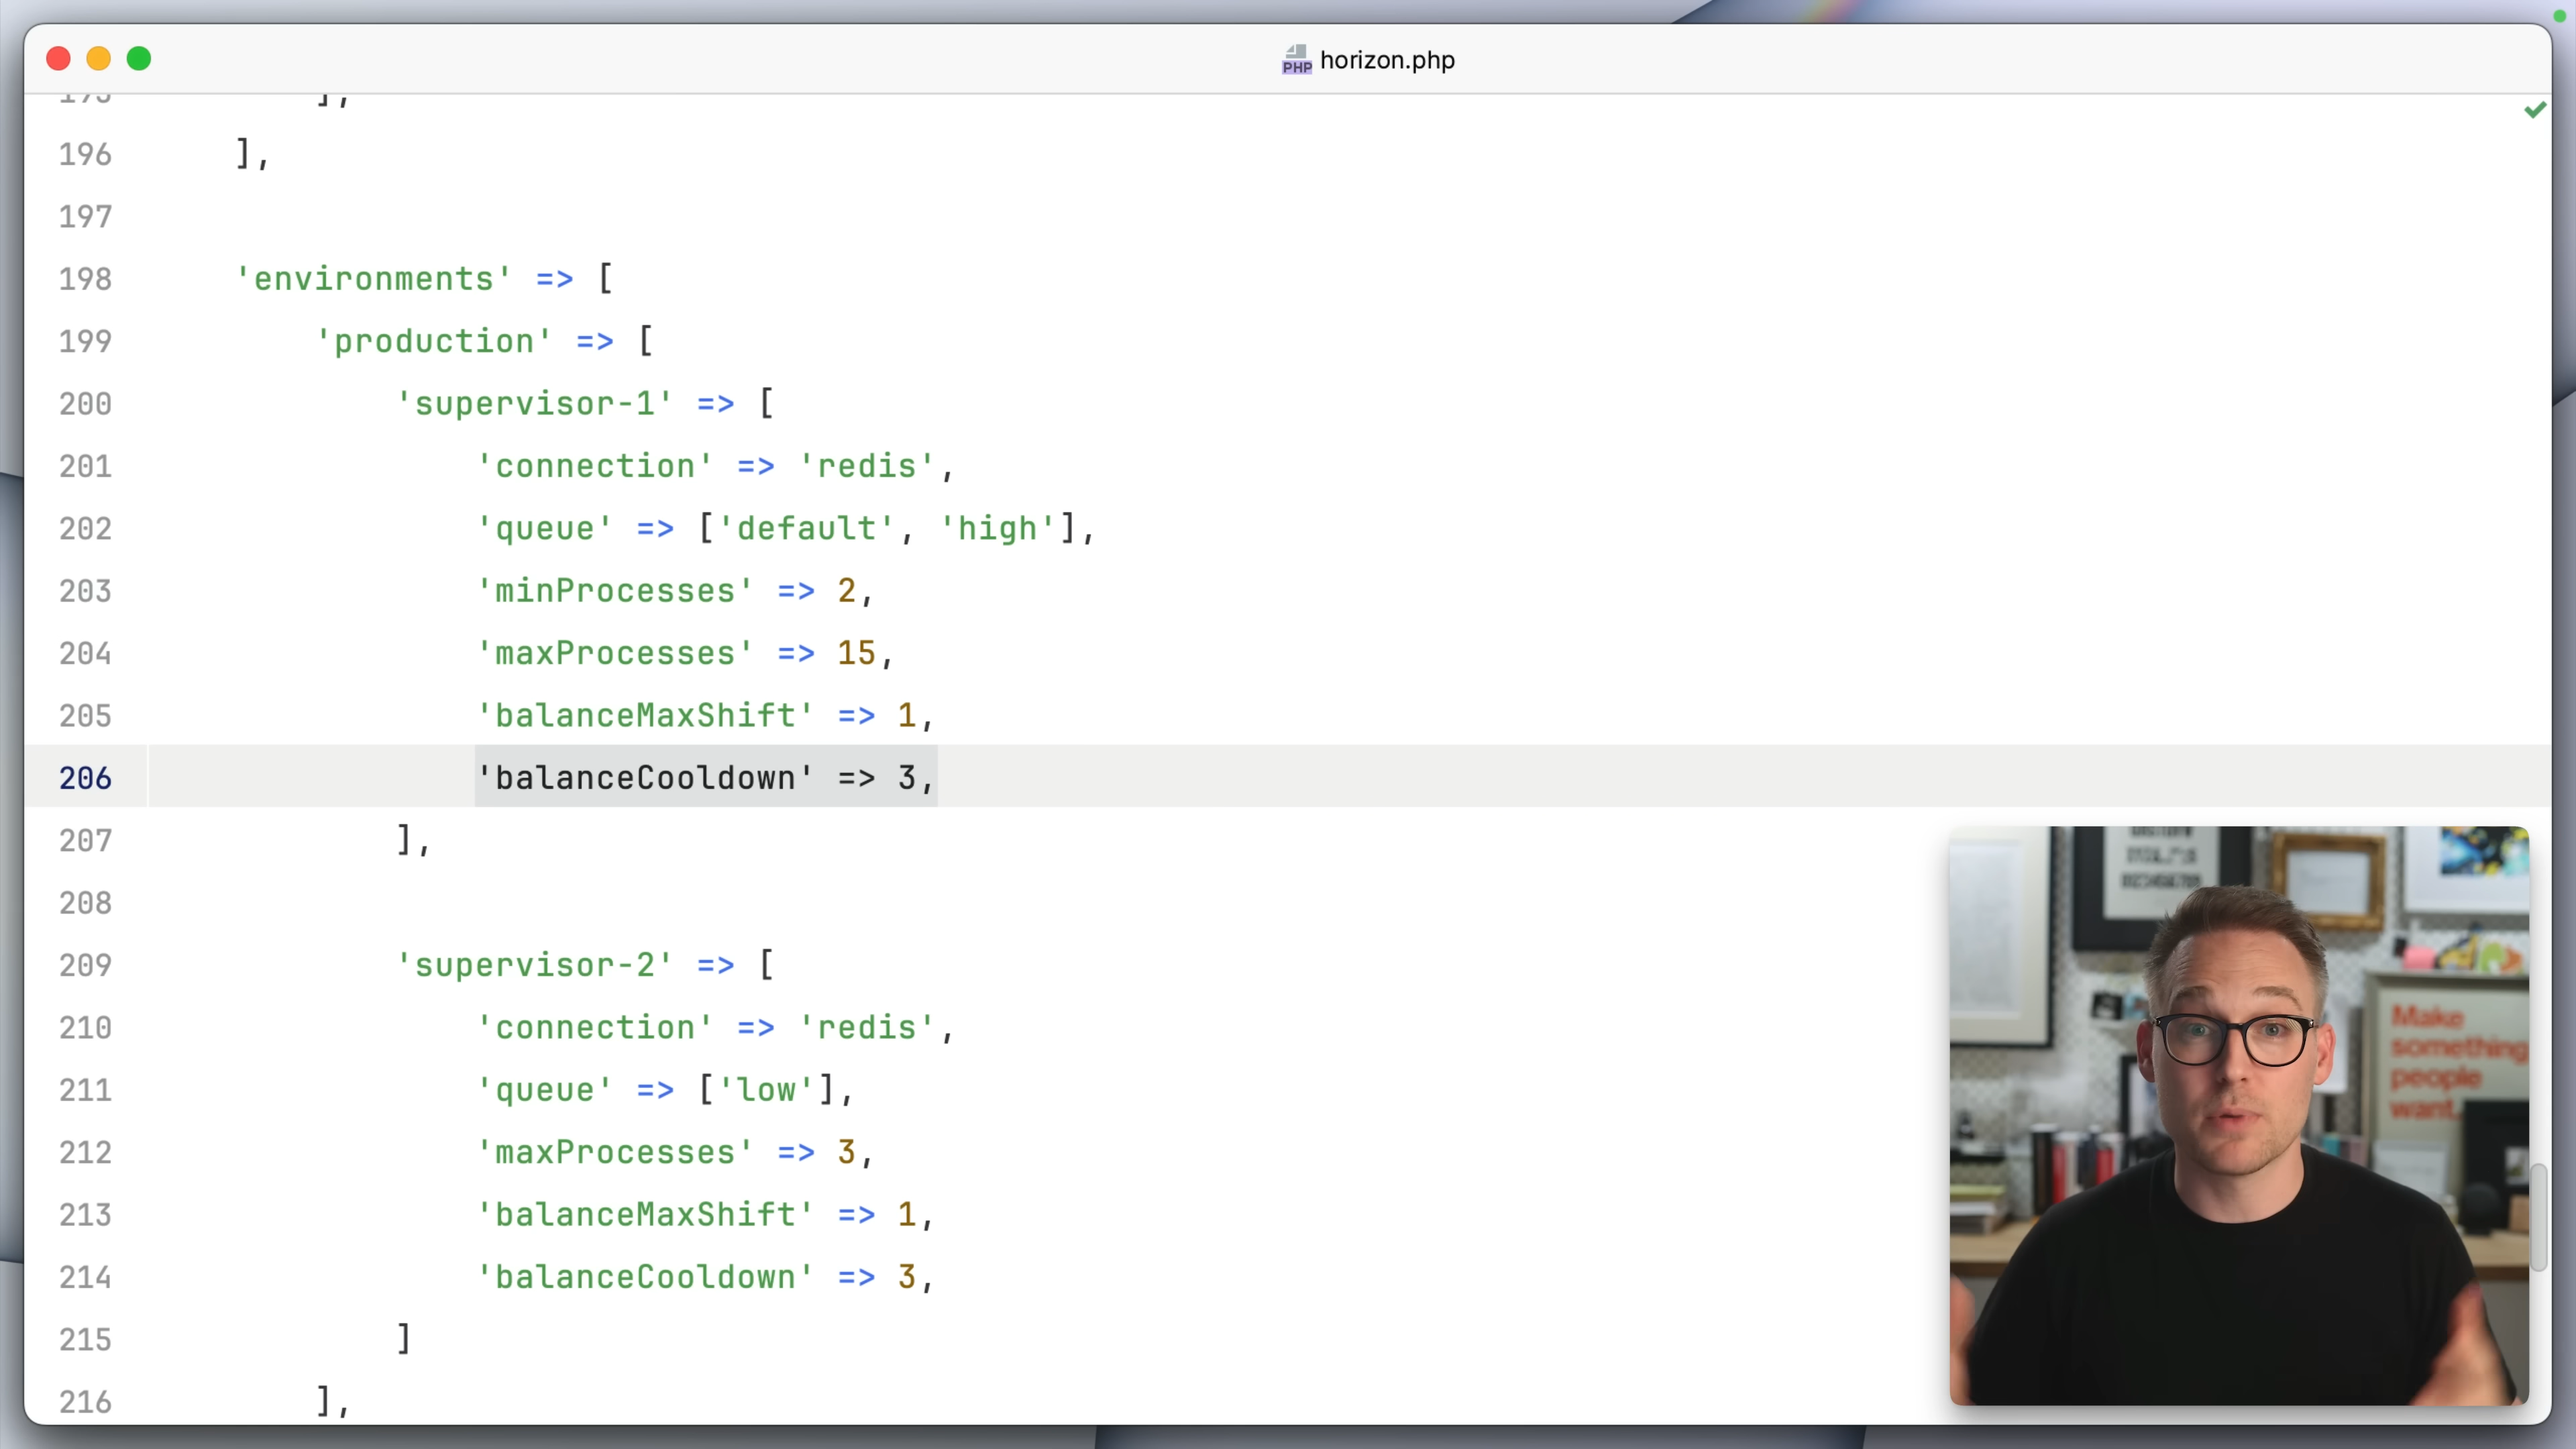 PHP horizon.php
],
196 ],
197
198 'environments' => [
199 'production' => [
200 'supervisor-1' => [
201 'connection' => 'redis',
202 'queue' => ['default', 'high'],
203 'minProcesses' => 2,
204 'maxProcesses' => 15,
205 'balanceMaxShift' => 1,
206 'balanceCooldown' => 3,
207 ],
208
209 'supervisor-2' => [
210 'connection' => 'redis',
211 'queue' => ['low'],
212 'maxProcesses' => 3,
213 'balanceMaxShift' => 1,
214 'balanceCooldown' => 3,
215 ]
216 ],
Make
something
people
want.